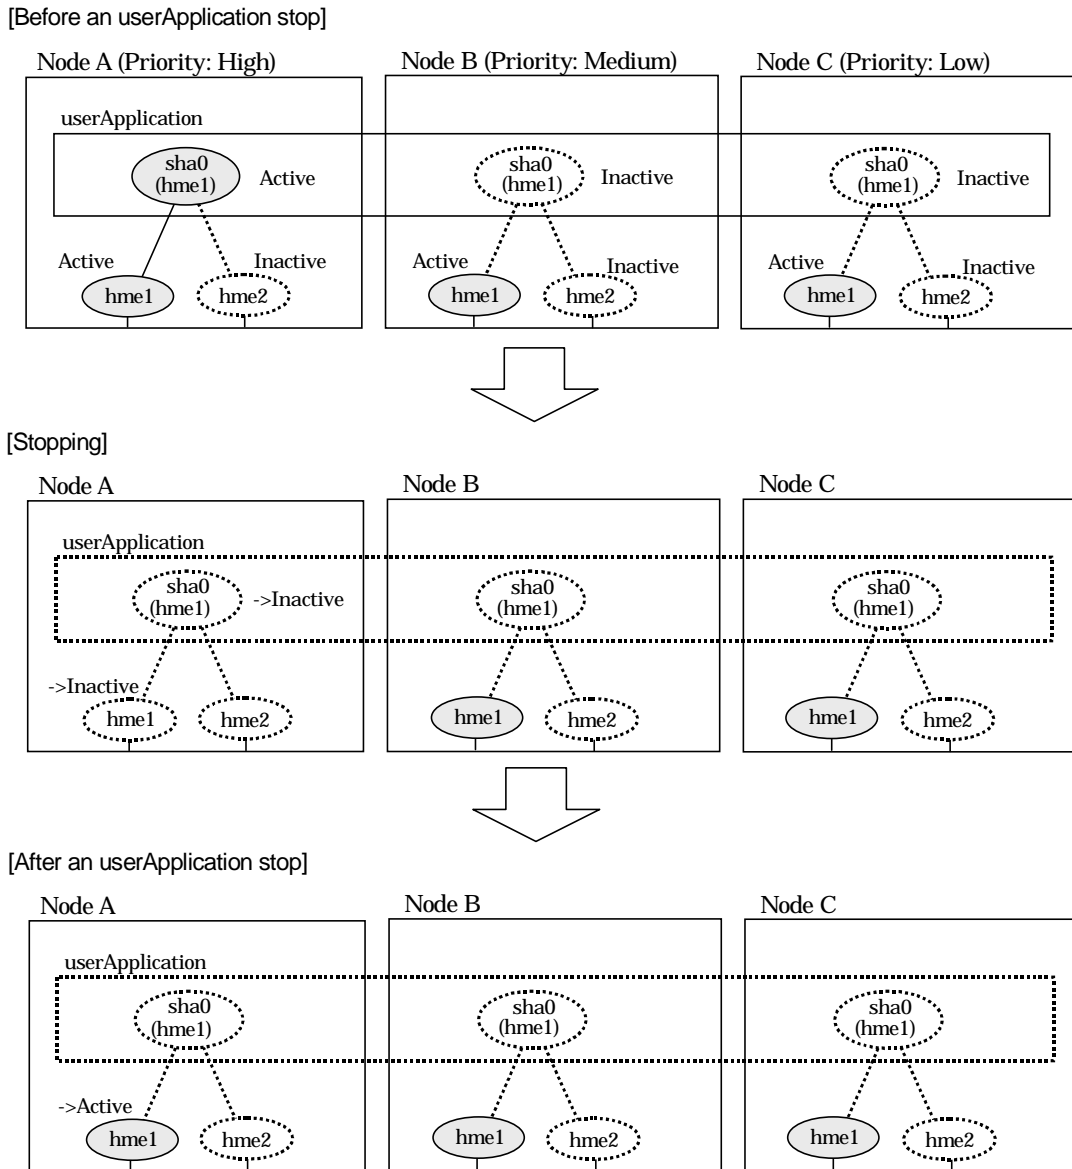 [Before an userApplication stop]
Node A (Priority: High)
Node B (Priority: Medium)
Node C (Priority: Low)
userApplication
sha0
(hme1)
Active
sha0
(hme1)
Inactive
sha0
(hme1)
Inactive
Active
Inactive
hme1
hme2
Active
Inactive
hme1
hme2
Active
Inactive
hme1
hme2
[Stopping]
Node A
Node B
Node C
userApplication
sha0
(hme1)
->Inactive
sha0
(hme1)
sha0
(hme1)
->Inactive
hme1
hme2
hme1
hme2
hme1
hme2
[After an userApplication stop]
Node A
Node B
Node C
userApplication
sha0
(hme1)
sha0
(hme1)
sha0
(hme1)
->Active
hme1
hme2
hme1
hme2
hme1
hme2